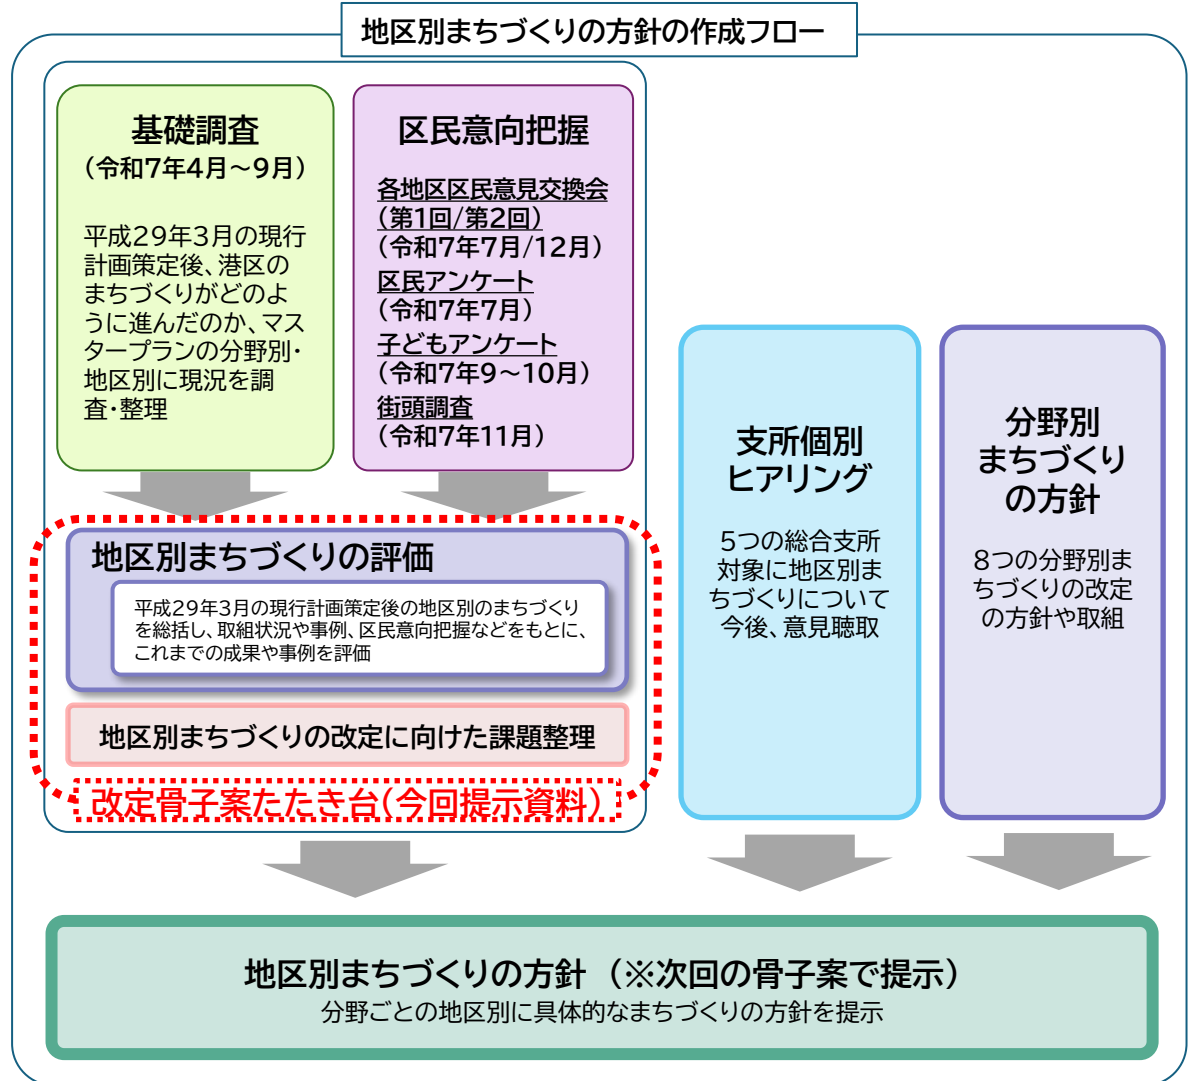 地区別まちづくりの方針の作成フロー
基礎調査
(令和7年4月~9月)
平成29年3月の現行
計画策定後、港区の
まちづくりがどのよ
うに進んだのか、マス
タープランの分野別・
地区別に現況を調
査・整理
区民意向把握
各地区区民意見交換会
(第1回/第2回)
(令和7年7月/12月)
区民アンケート
(令和7年7月)
子どもアンケート
(令和7年9~10月)
街頭調査
(令和7年11月)
地区別まちづくりの評価
平成29年3月の現行計画策定後の地区別のまちづくり
を総括し、取組状況や事例、区民意向把握などをもとに、
これまでの成果や事例を評価
地区別まちづくりの改定に向けた課題整理
改定骨子案たたき台(今回提示資料)
支所個別
ヒアリング
5つの総合支所
対象に地区別ま
ちづくりについて
今後、意見聴取
分野別
まちづくり
の方針
8つの分野別ま
ちづくりの改定
の方針や取組
地区別まちづくりの方針 (※次回の骨子案で提示)
分野ごとの地区別に具体的なまちづくりの方針を提示